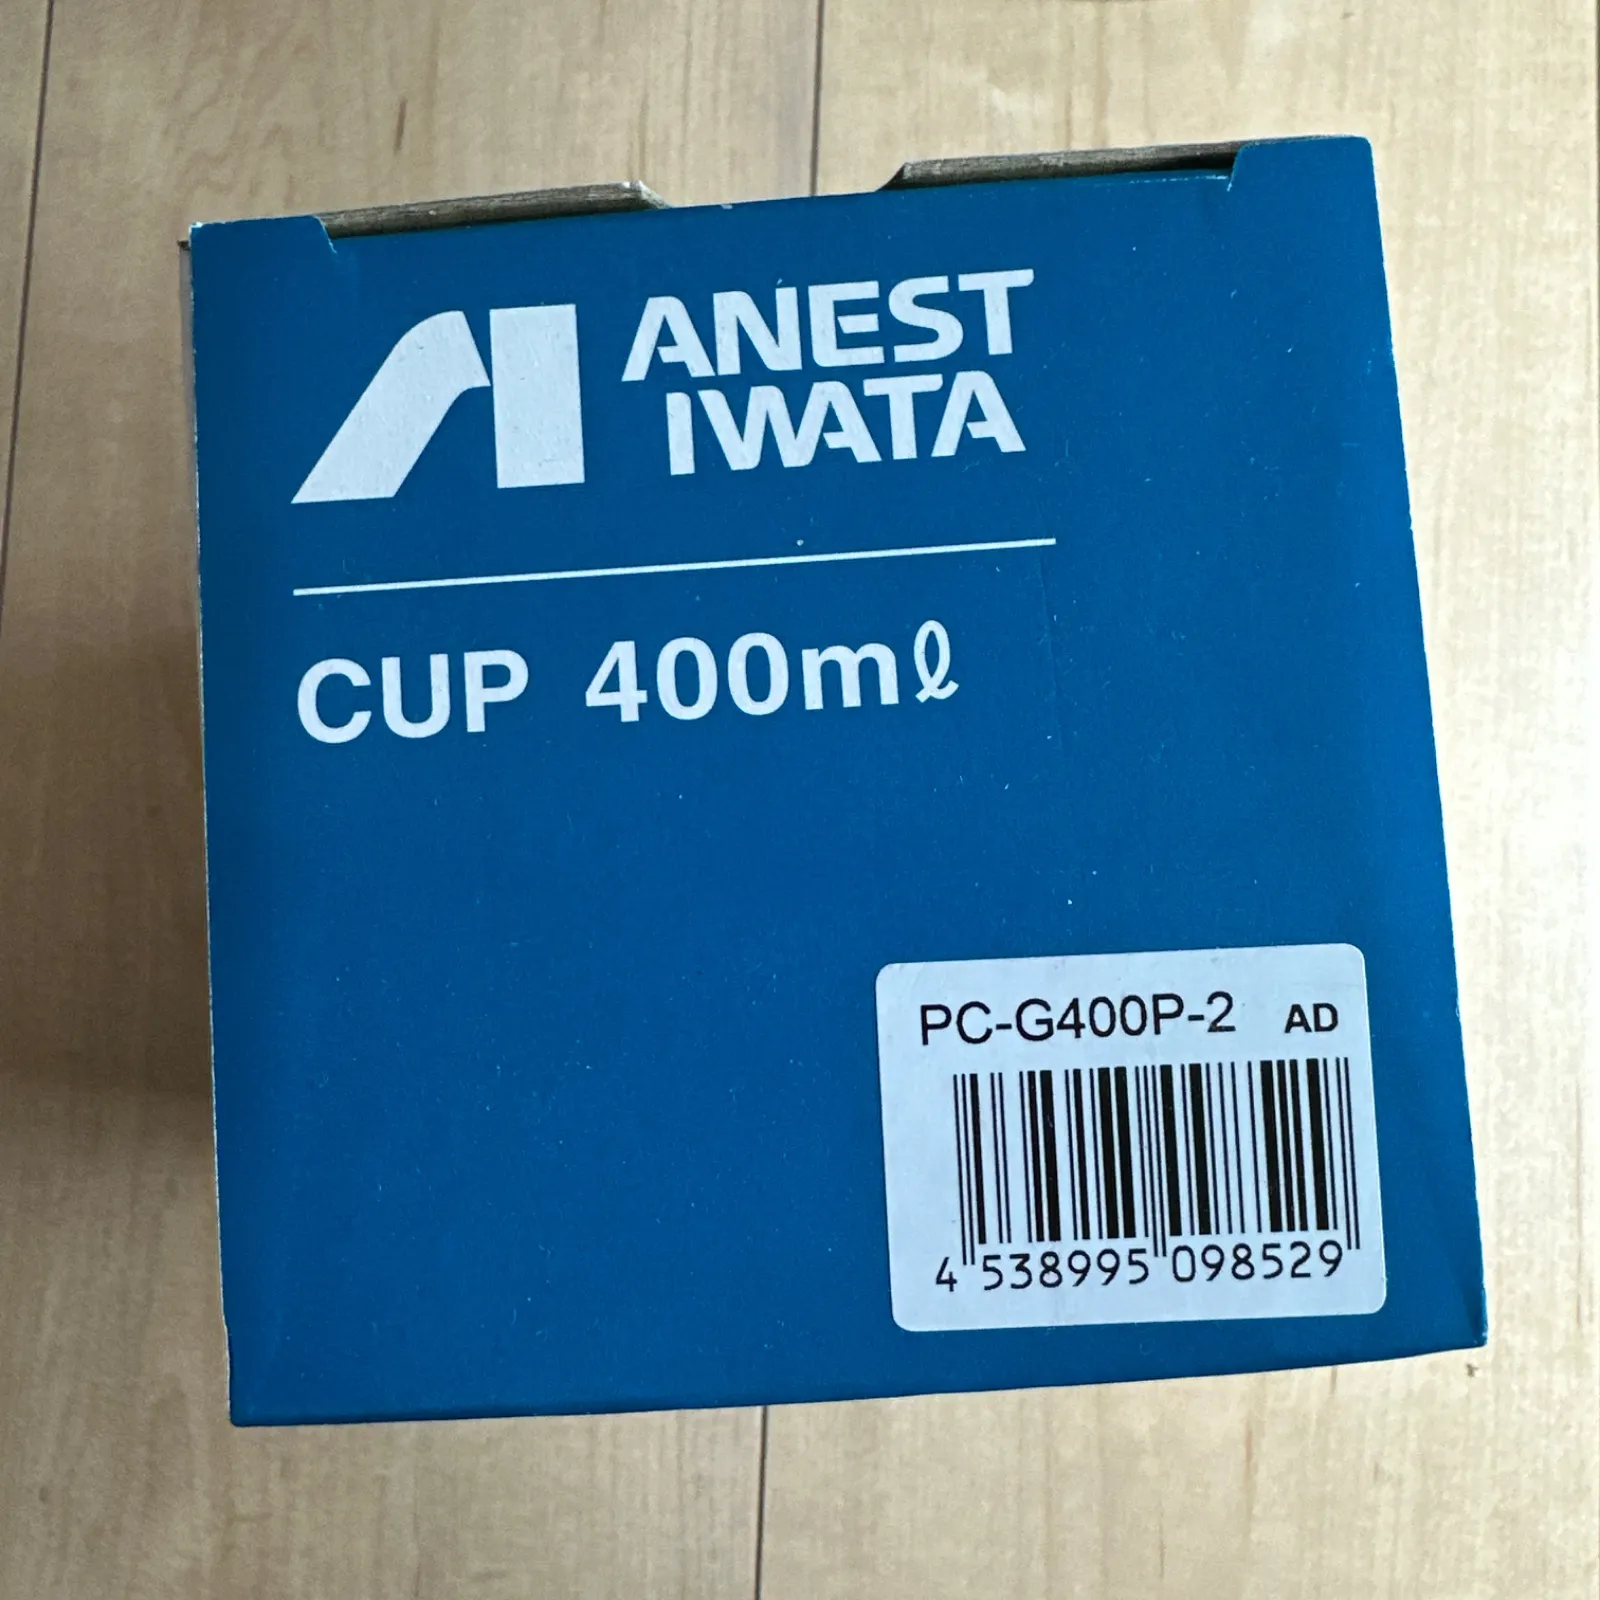 ANEST
IWATA
CUP 400mℓ
PC-G400P-2 AD
4 538995 098529